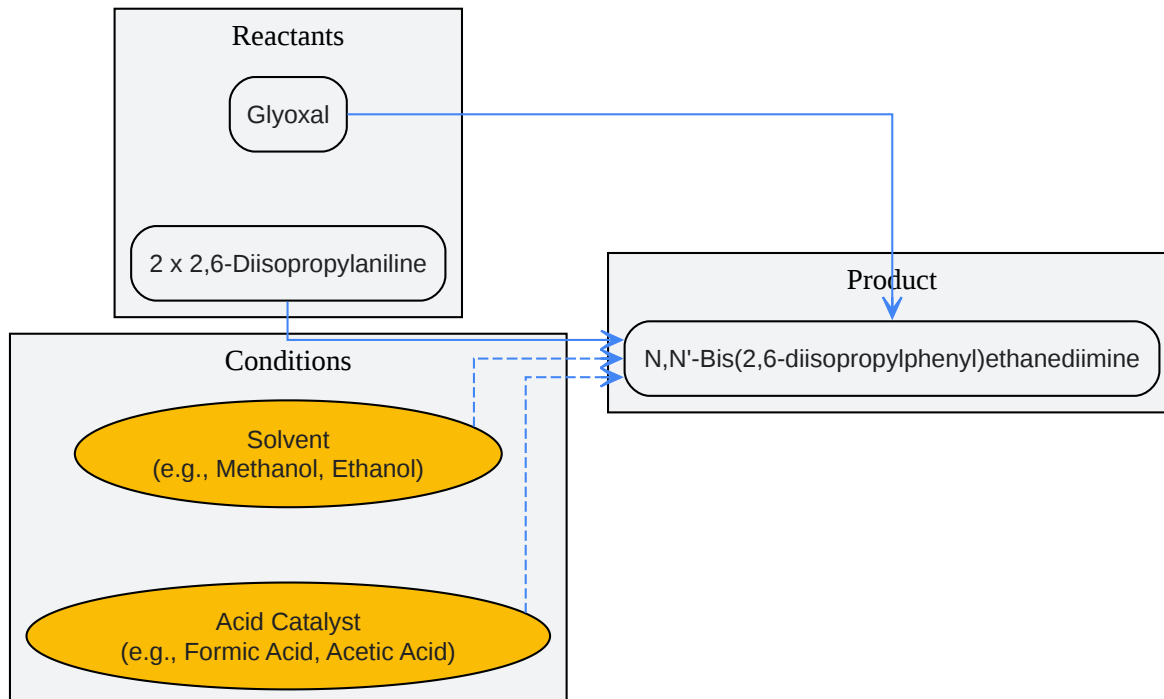 Reactants
Glyoxal
2 x 2,6-Diisopropylaniline
Product
N,N'-Bis(2,6-diisopropylphenyl)ethanediimine
Conditions
Solvent
(e.g., Methanol, Ethanol)
Acid Catalyst
(e.g., Formic Acid, Acetic Acid)